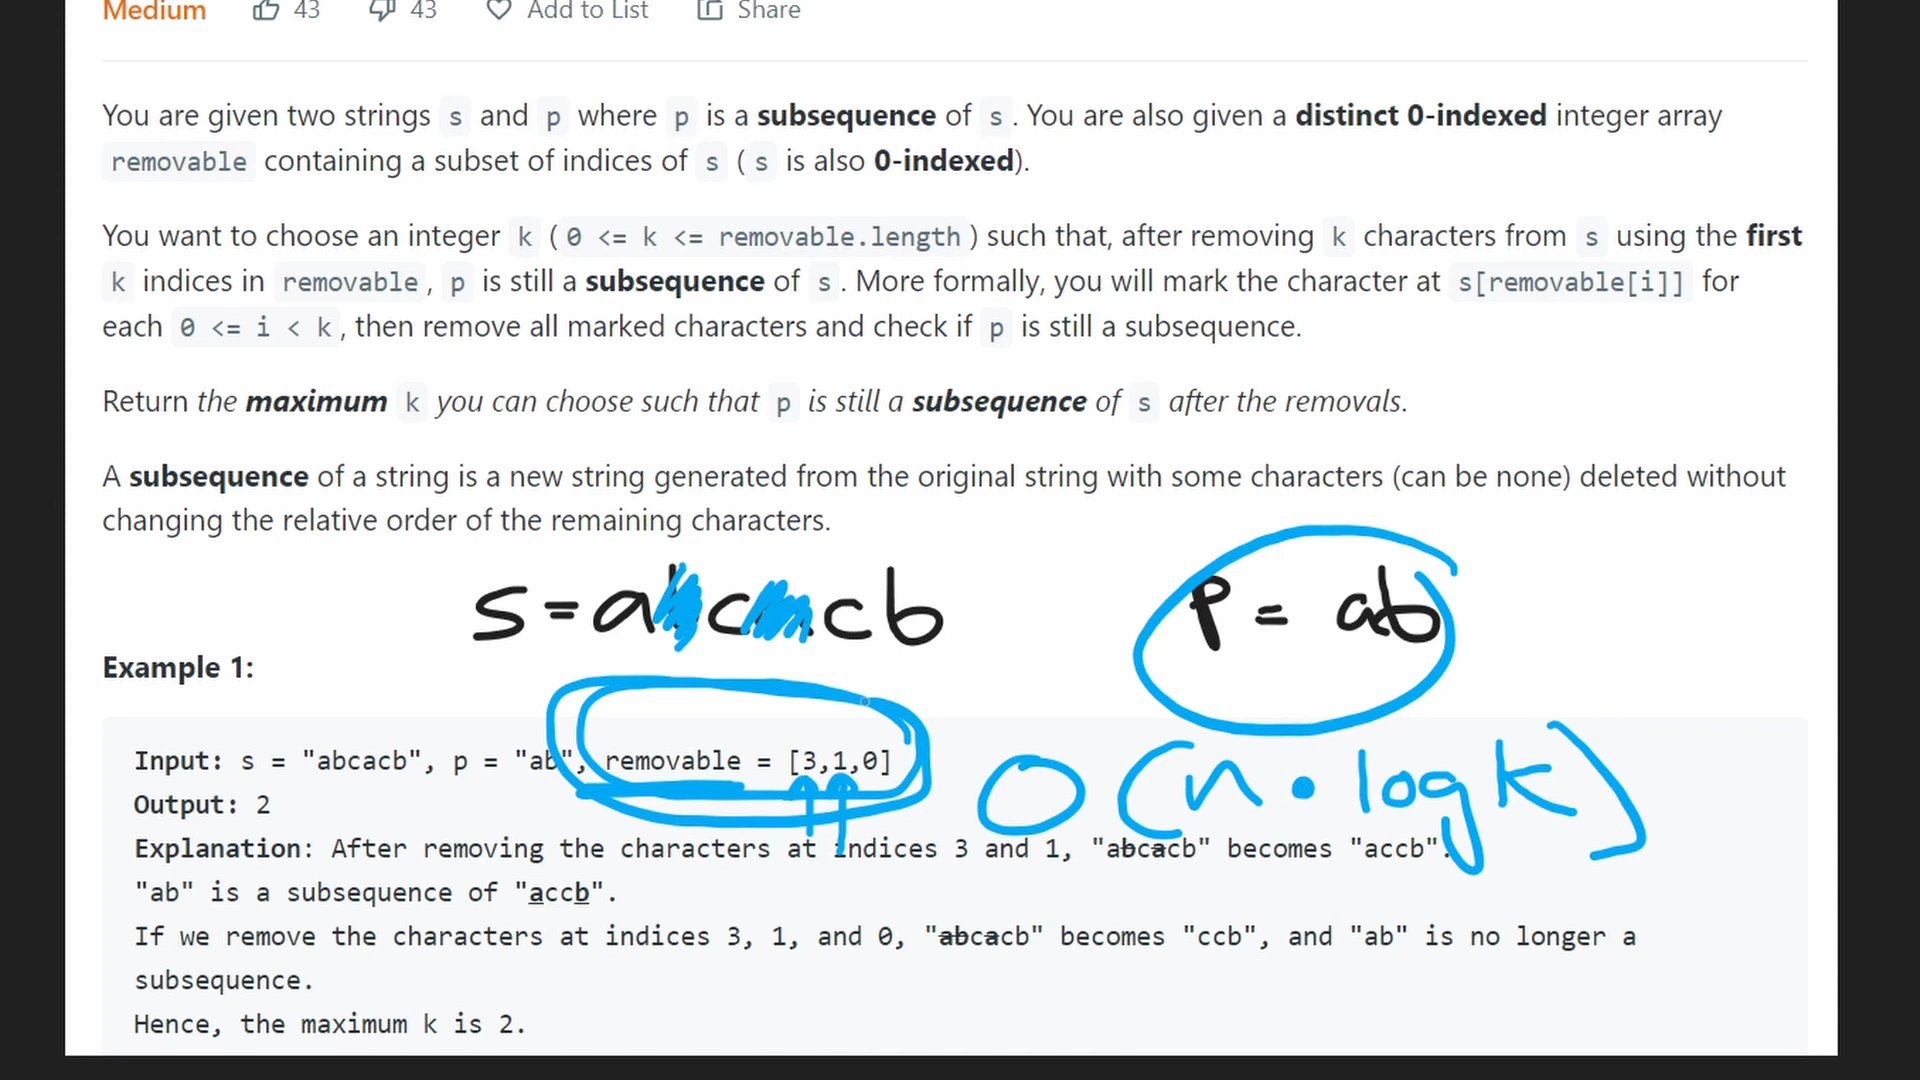 Medium 43 43 Add to List Share
You are given two strings s and p where p is a subsequence of s. You are also given a distinct 0-indexed integer array
removable containing a subset of indices of s (s is also 0-indexed).
You want to choose an integer k (0 <= k <= removable.length) such that, after removing k characters from s using the first
k indices in removable, p is still a subsequence of s. More formally, you will mark the character at s[removable[i]] for
each 0 <= i < k, then remove all marked characters and check if p is still a subsequence.
Return the maximum k you can choose such that p is still a subsequence of s after the removals.
A subsequence of a string is a new string generated from the original string with some characters (can be none) deleted without
changing the relative order of the remaining characters.
s = abc cb p = ab
Example 1:
Input: s = "abcacb", p = "ab", removable = [3,1,0]
O(n · logk)
Output: 2
Explanation: After removing the characters at indices 3 and 1, "abcacb" becomes "accb".
"ab" is a subsequence of "accb".
If we remove the characters at indices 3, 1, and 0, "abcacb" becomes "ccb", and "ab" is no longer a
subsequence.
Hence, the maximum k is 2.